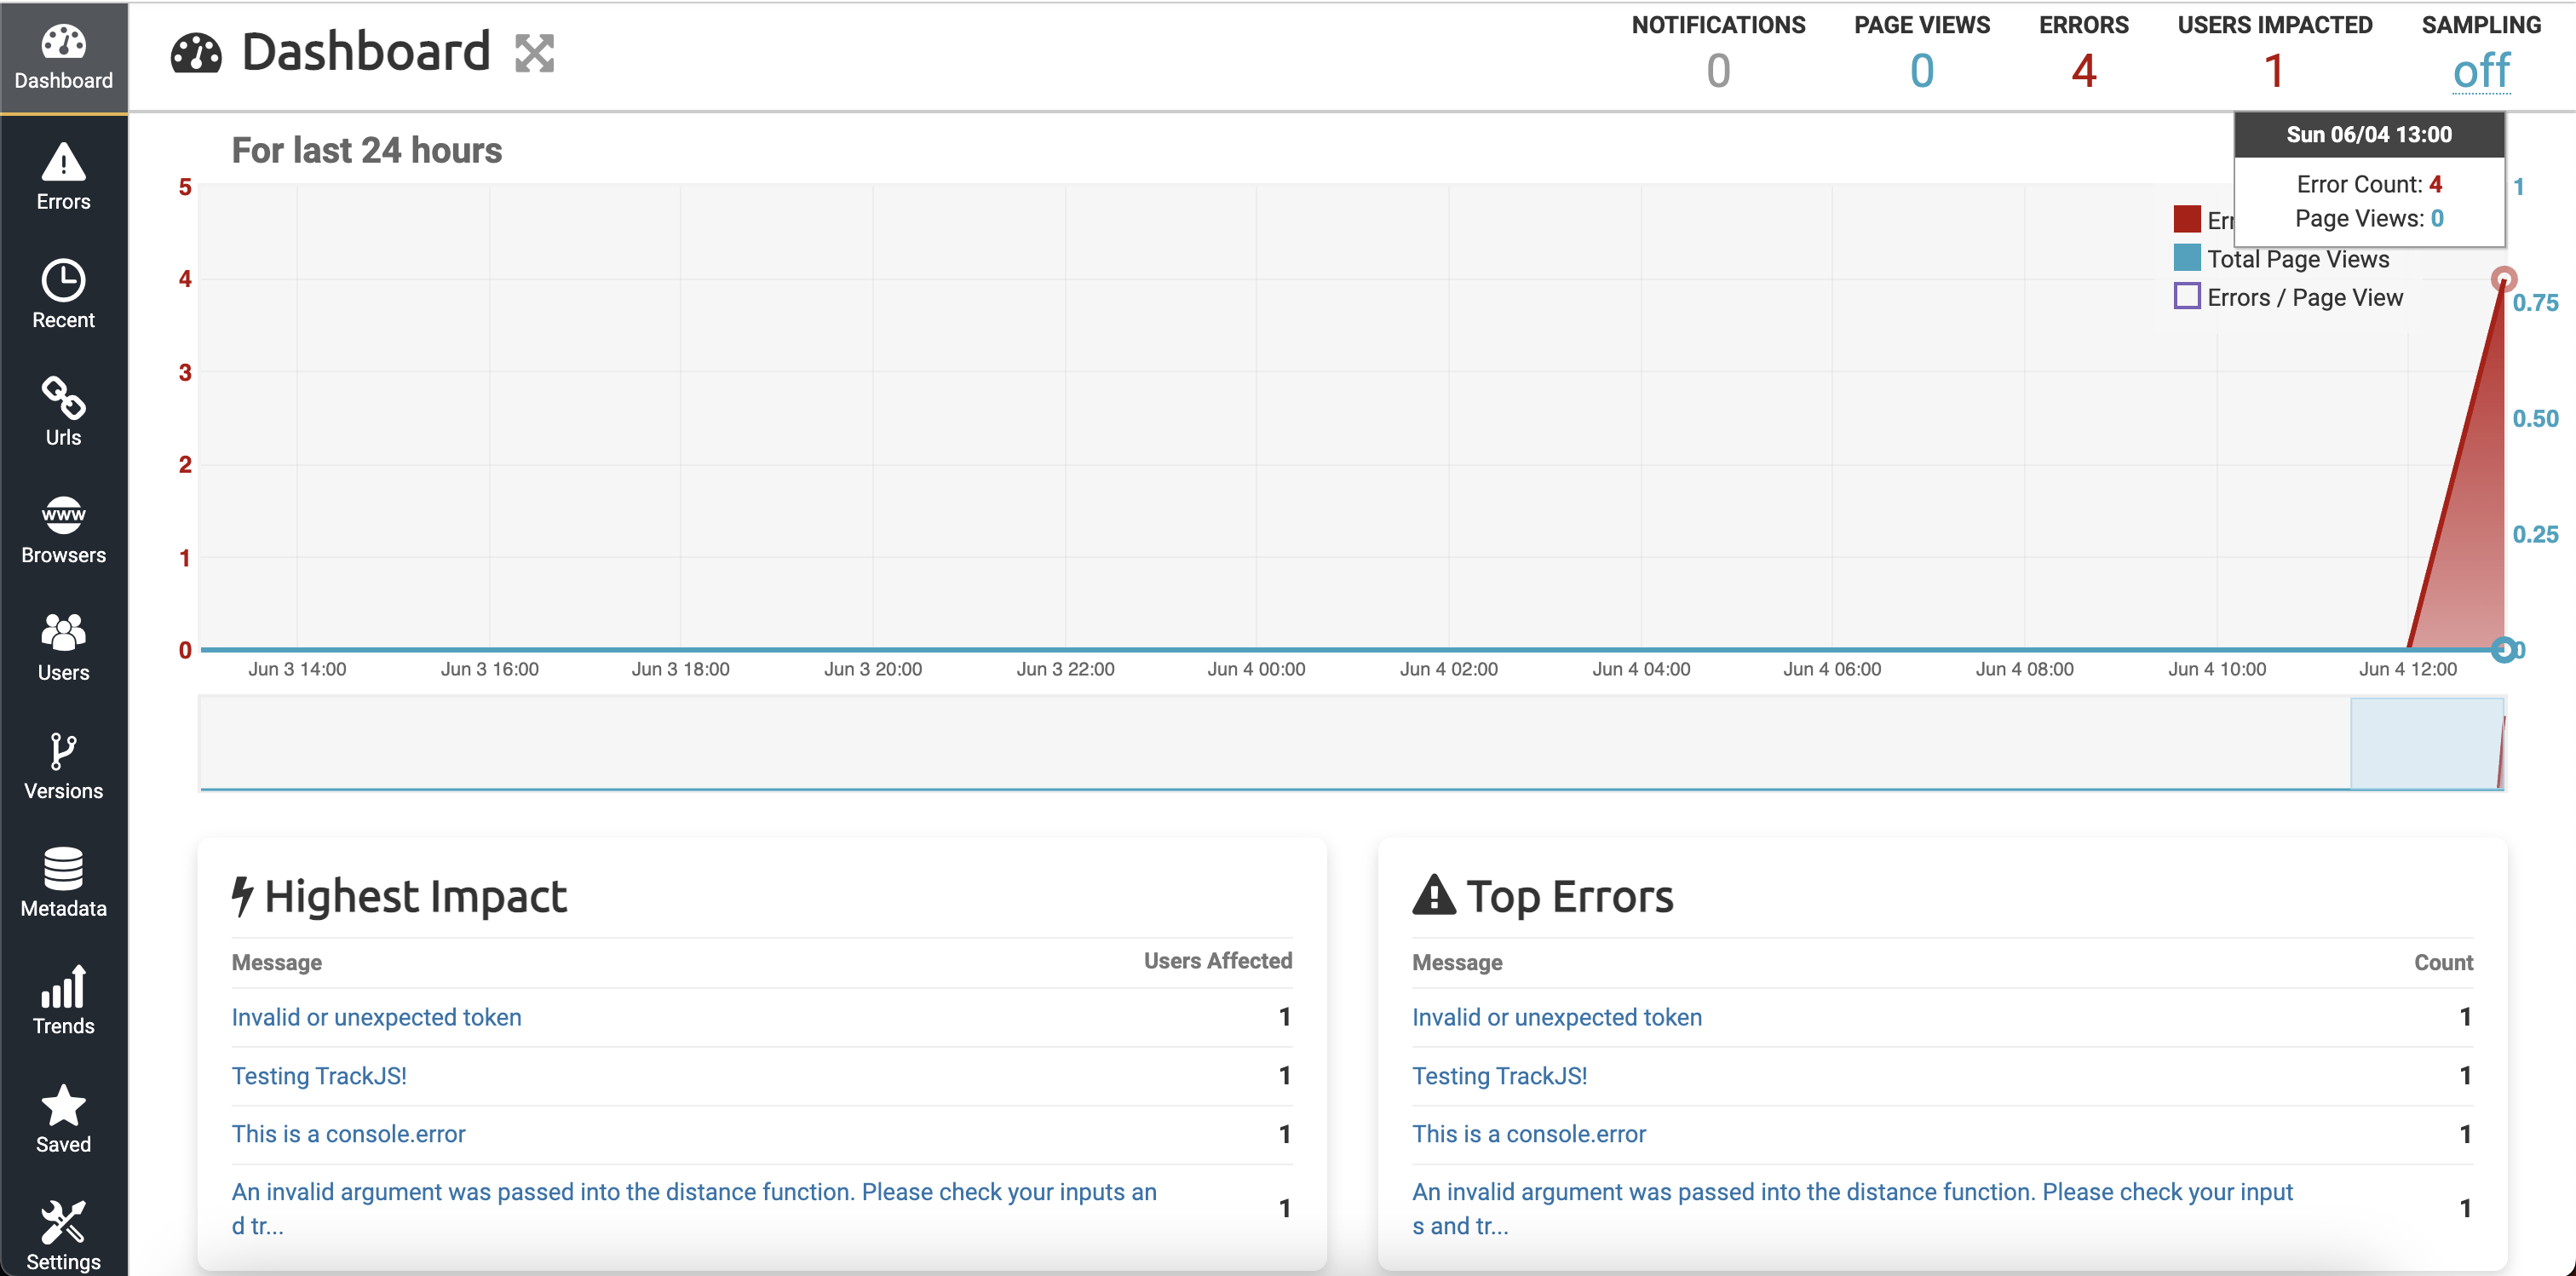 Dashboard
Errors
Recent
Urls
www
Browsers
Users
Versions
Metadata
Trends
Saved
Settings
Dashboard
NOTIFICATIONS
0
PAGE VIEWS
0
ERRORS
4
USERS IMPACTED
1
SAMPLING
off
For last 24 hours
Sun 06/04 13:00
Error Count: 4
Page Views: 0
Total Page Views
Errors / Page View
5
4
3
2
1
0
1
0.75
0.50
0.25
0
Jun 3 14:00
Jun 3 16:00
Jun 3 18:00
Jun 3 20:00
Jun 3 22:00
Jun 4 00:00
Jun 4 02:00
Jun 4 04:00
Jun 4 06:00
Jun 4 08:00
Jun 4 10:00
Jun 4 12:00
Highest Impact
Message Users Affected
Invalid or unexpected token 1
Testing TrackJS! 1
This is a console.error 1
An invalid argument was passed into the distance function. Please check your inputs an
d tr... 1
Top Errors
Message Count
Invalid or unexpected token 1
Testing TrackJS! 1
This is a console.error 1
An invalid argument was passed into the distance function. Please check your input
s and tr... 1